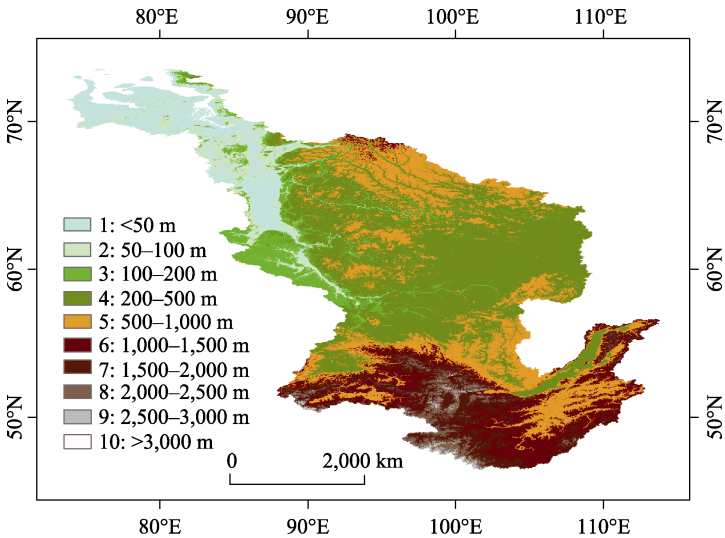 80°E 90°E 100°E 110°E
70°N 70°N
1: <50 m
2: 50–100 m
3: 100–200 m
60°N 60°N
4: 200–500 m
5: 500–1,000 m
6: 1,000–1,500 m
7: 1,500–2,000 m
8: 2,000–2,500 m
9: 2,500–3,000 m
50°N 50°N
10: >3,000 m
0 2,000 km
80°E 90°E 100°E 110°E